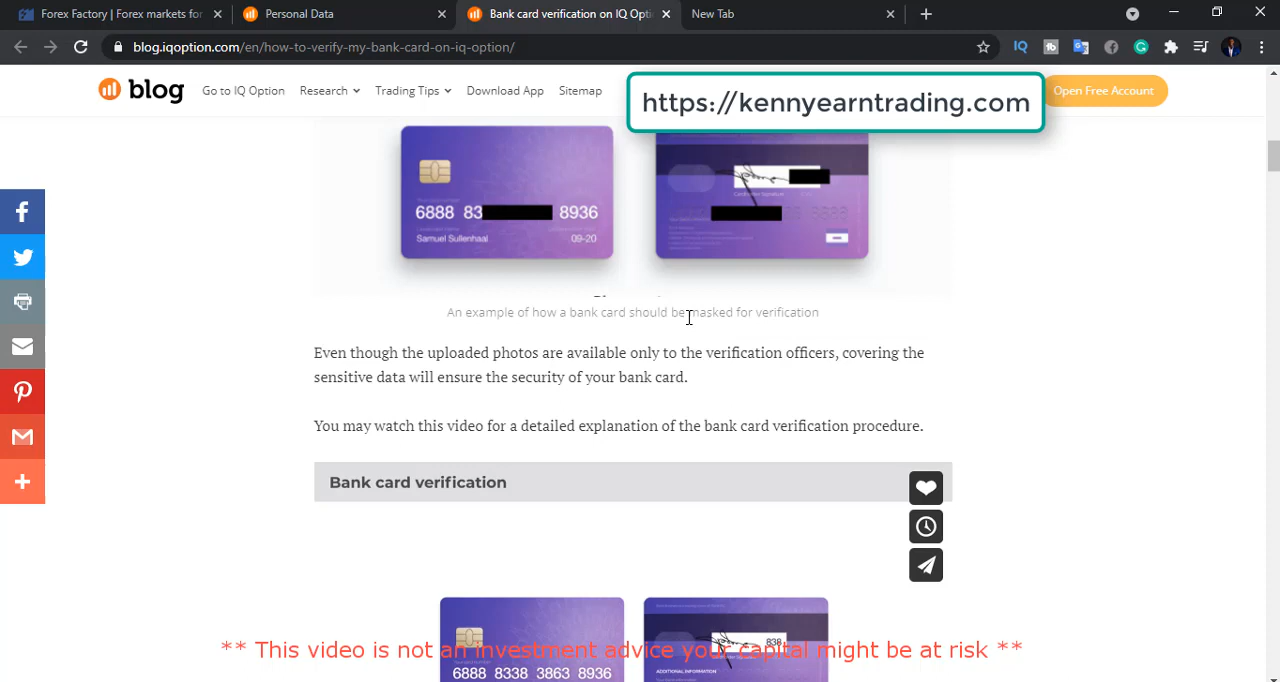 Forex Factory | Forex markets for
Personal Data
Bank card verification on IQ Opti
New Tab
blog.iqoption.com/en/how-to-verify-my-bank-card-on-iq-option/
blog
Go to IQ Option
Research
Trading Tips
Download App
Sitemap
https://kennyearntrading.com
Open Free Account
6888 83 8936
Samuel Sullenhaal 09-20
An example of how a bank card should be masked for verification
Even though the uploaded photos are available only to the verification officers, covering the
sensitive data will ensure the security of your bank card.
You may watch this video for a detailed explanation of the bank card verification procedure.
Bank card verification
838
** This video is not an investment advice your capital might be at risk **
ADDITIONAL INFORMATION
6888 8338 3863 8936